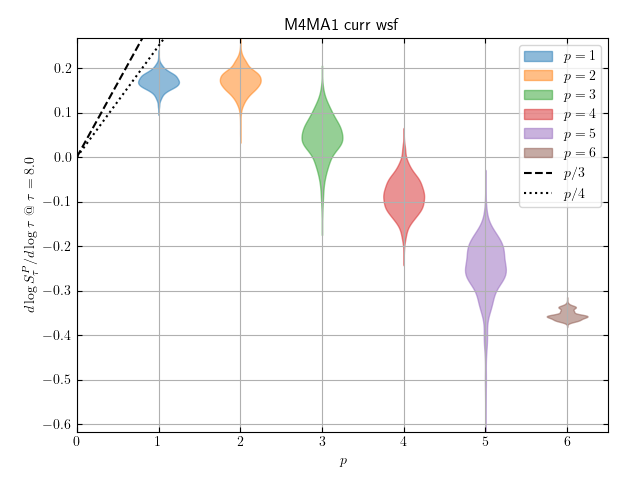 M4MA1 curr wsf
d log S_τ^P / d log τ @ τ = 8.0
0.2
0.1
0.0
−0.1
−0.2
−0.3
−0.4
−0.5
−0.6
p = 1
p = 2
p = 3
p = 4
p = 5
p = 6
p/3
p/4
0 1 2 3 4 5 6
p